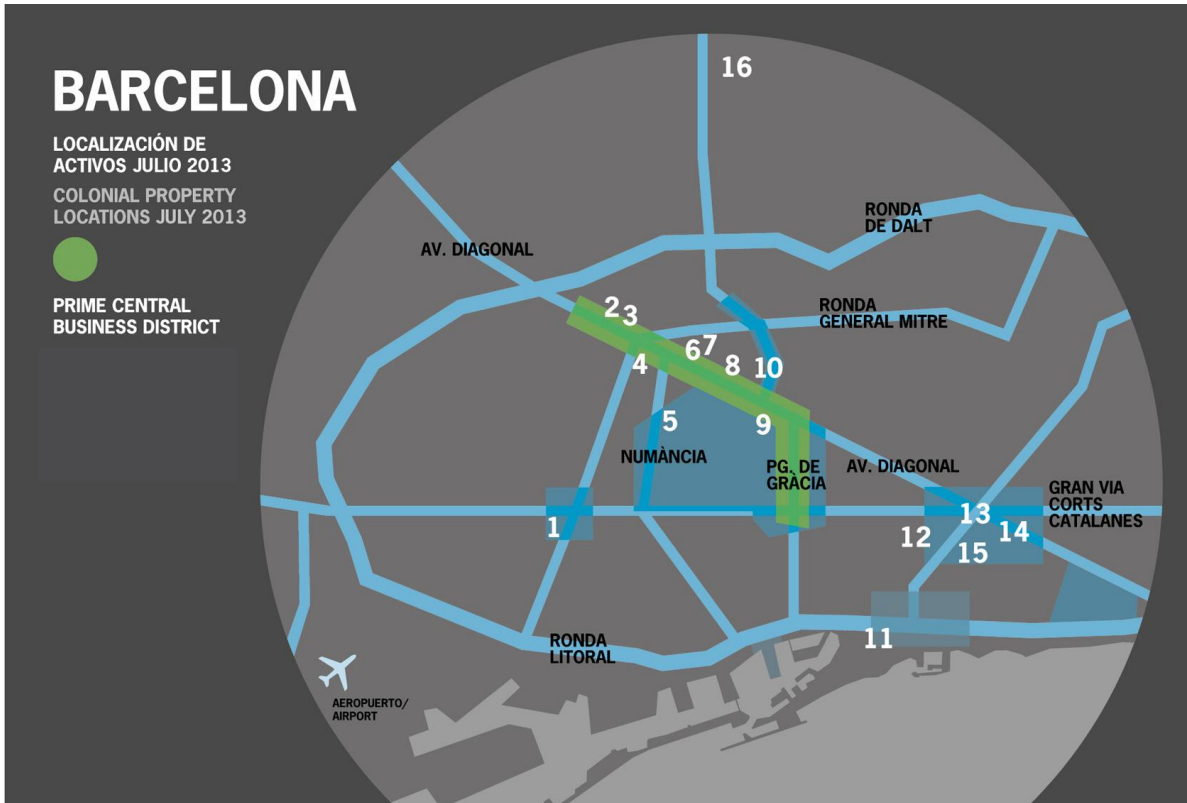 BARCELONA
LOCALIZACIÓN DE
ACTIVOS JULIO 2013
COLONIAL PROPERTY
LOCATIONS JULY 2013
PRIME CENTRAL
BUSINESS DISTRICT
16
RONDA
DE DALT
AV. DIAGONAL
2
3
RONDA
GENERAL MITRE
4
6
7
8
10
5
9
NUMÀNCIA
PG. DE
GRÀCIA
AV. DIAGONAL
GRAN VIA
CORTS
CATALANES
1
12
13
14
15
11
RONDA
LITORAL
AEROPUERTO/
AIRPORT